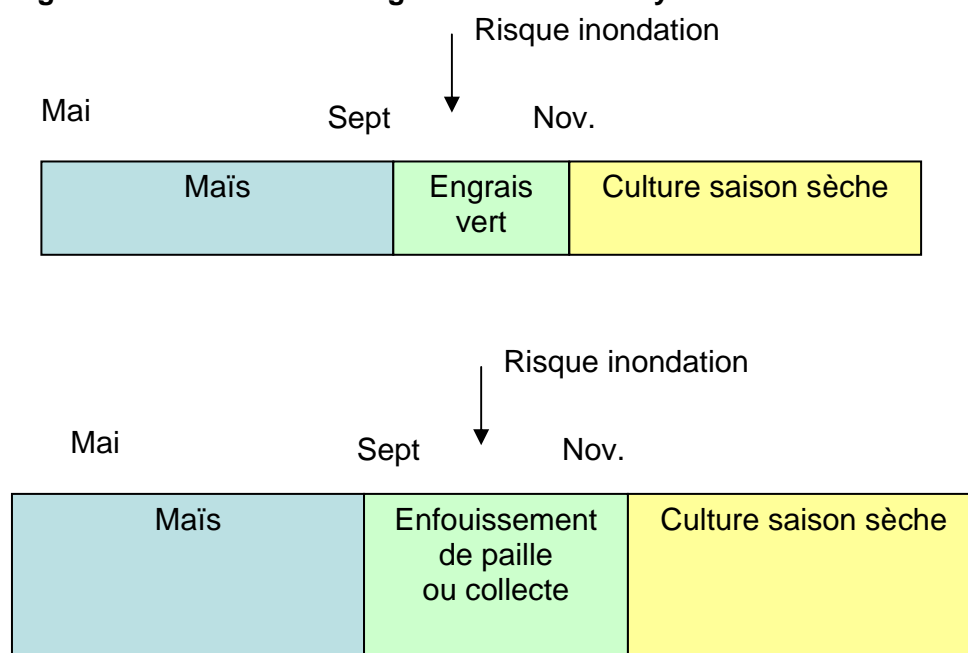 Risque inondation
Mai Sept Nov.
Maïs Engrais vert Culture saison sèche
Risque inondation
Mai Sept Nov.
Maïs Enfouissement de paille ou collecte Culture saison sèche